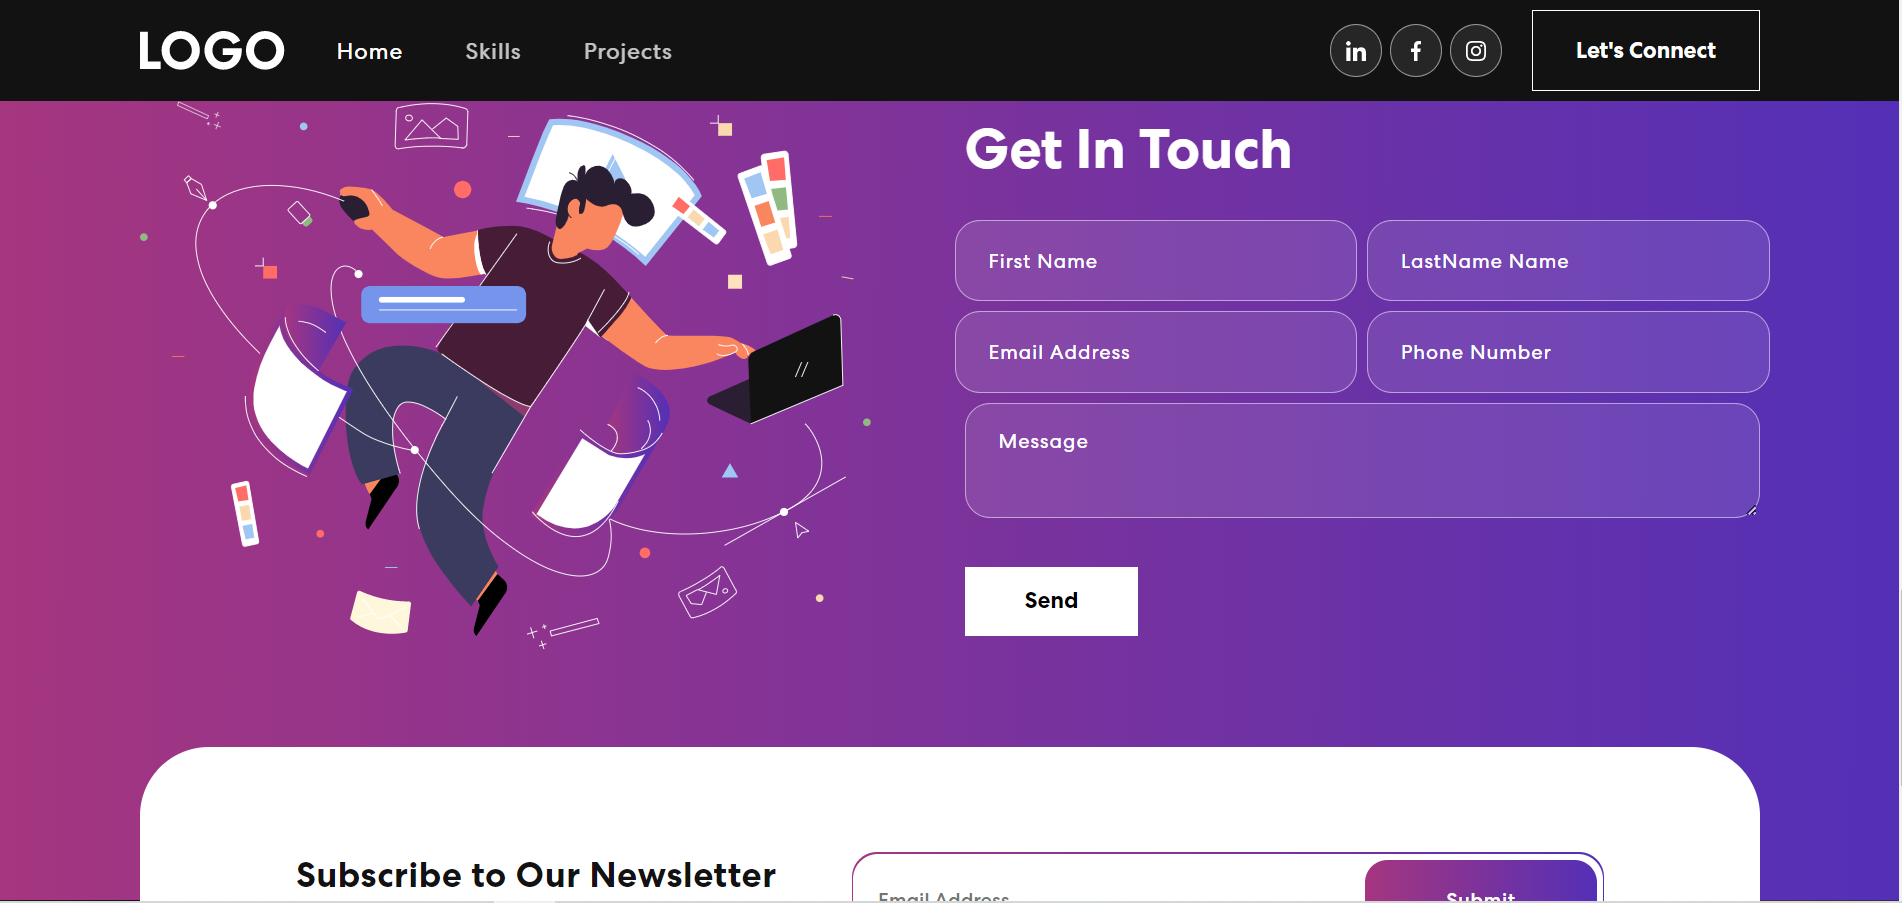 LOGO Home Skills Projects Let's Connect
Get In Touch
First Name LastName Name
Email Address Phone Number
Message
Send
Subscribe to Our Newsletter
Email Address Submit